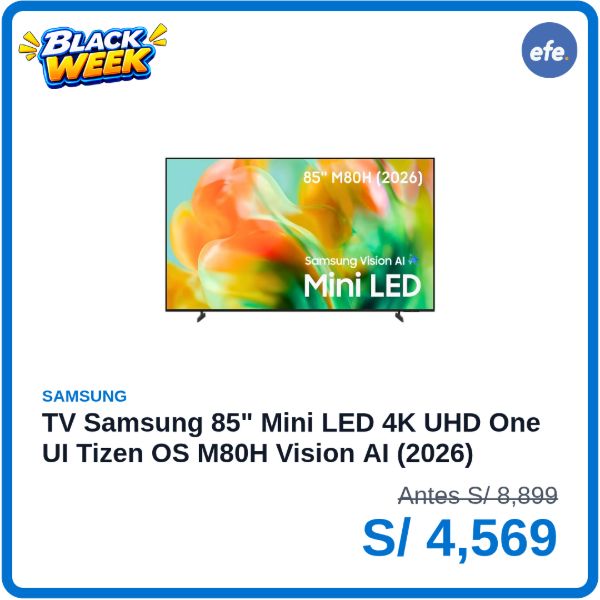 BLACK
WEEK
efe.
85" M80H (2026)
Samsung Vision AI
Mini LED
SAMSUNG
TV Samsung 85" Mini LED 4K UHD One
UI Tizen OS M80H Vision AI (2026)
Antes S/ 8,899
S/ 4,569